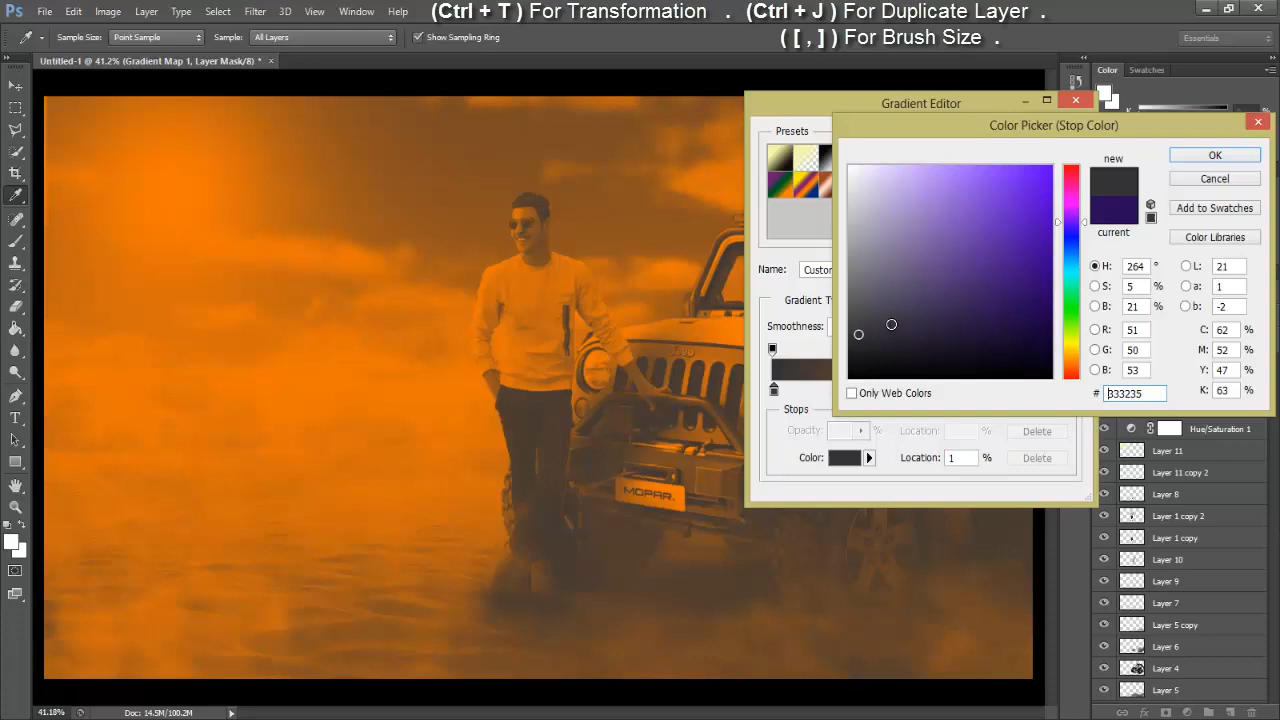 Ps File Edit Image Layer Type Select Filter 3D View Window Help
(Ctrl + T ) For Transformation . (Ctrl + J ) For Duplicate Layer .
( [ , ] ) For Brush Size .
Sample Size: Point Sample Sample: All Layers Show Sampling Ring Essentials
Untitled-1 @ 41.2% (Gradient Map 1, Layer Mask/8) * ×
Color Swatches
K
Gradient Editor
Color Picker (Stop Color)
Presets
new
current
OK
Cancel
Add to Swatches
Color Libraries
Name: Custo
Gradient T
Smoothness:
H: 264 °
S: 5 %
B: 21 %
R: 51
G: 50
B: 53
L: 21
a: 1
b: -2
C: 62 %
M: 52 %
Y: 47 %
K: 63 %
Only Web Colors
# 333235
Stops
Opacity: % Location: % Delete
Color: Location: 1 % Delete
Jeep
MOPAR.
Hue/Saturation 1
Layer 11
Layer 11 copy 2
Layer 8
Layer 1 copy 2
Layer 1 copy
Layer 10
Layer 9
Layer 7
Layer 5 copy
Layer 6
Layer 4
Layer 5
fx
41.18% Doc: 14.5M/100.2M